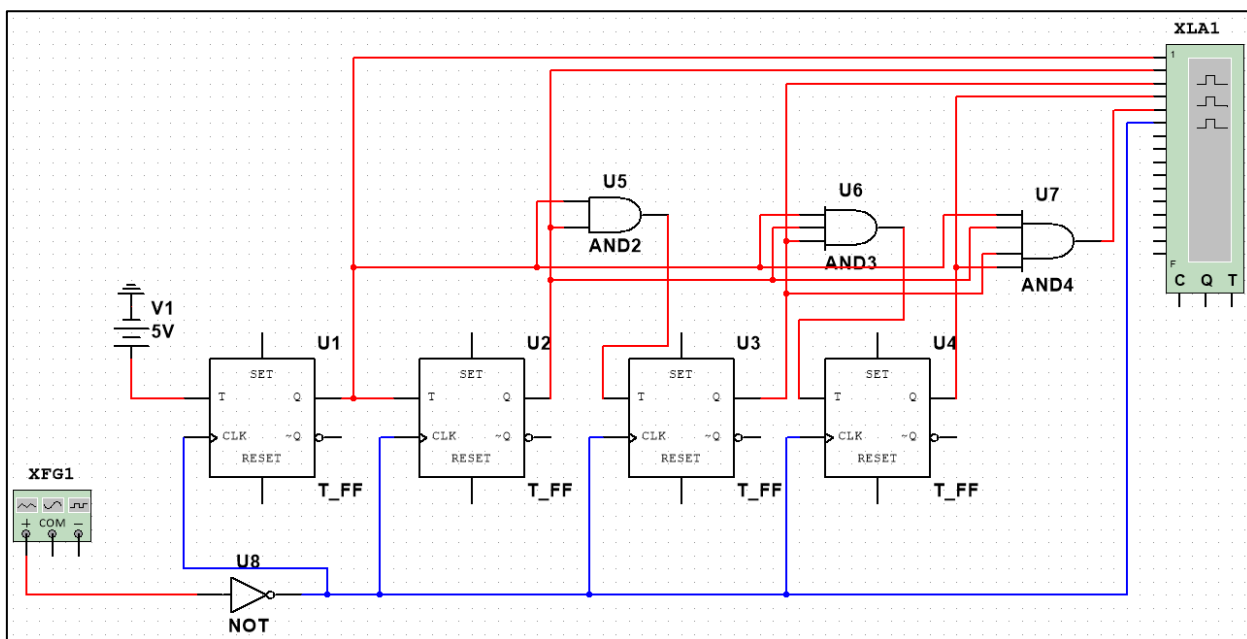 XLA1
1
F
C Q T
U5
AND2
U6
AND3
U7
AND4
V1
5V
U1
SET
T Q
CLK ~Q
RESET
T_FF
U2
SET
T Q
CLK ~Q
RESET
T_FF
U3
SET
T Q
CLK ~Q
RESET
T_FF
U4
SET
T Q
CLK ~Q
RESET
T_FF
XFG1
+ COM −
U8
NOT